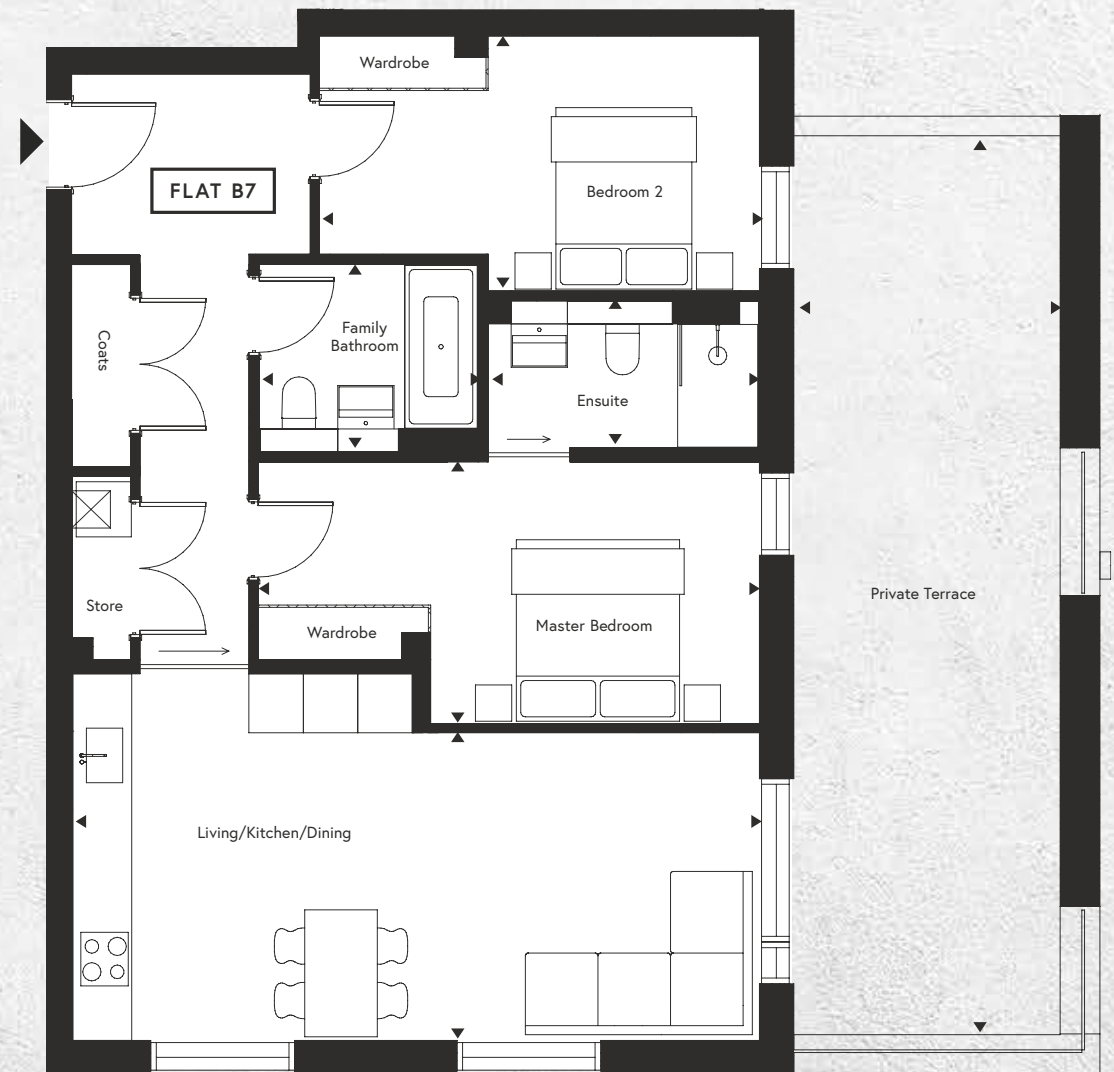 Wardrobe
FLAT B7
Bedroom 2
Coats
Family
Bathroom
Ensuite
Private Terrace
Store
Wardrobe
Master Bedroom
Living/Kitchen/Dining